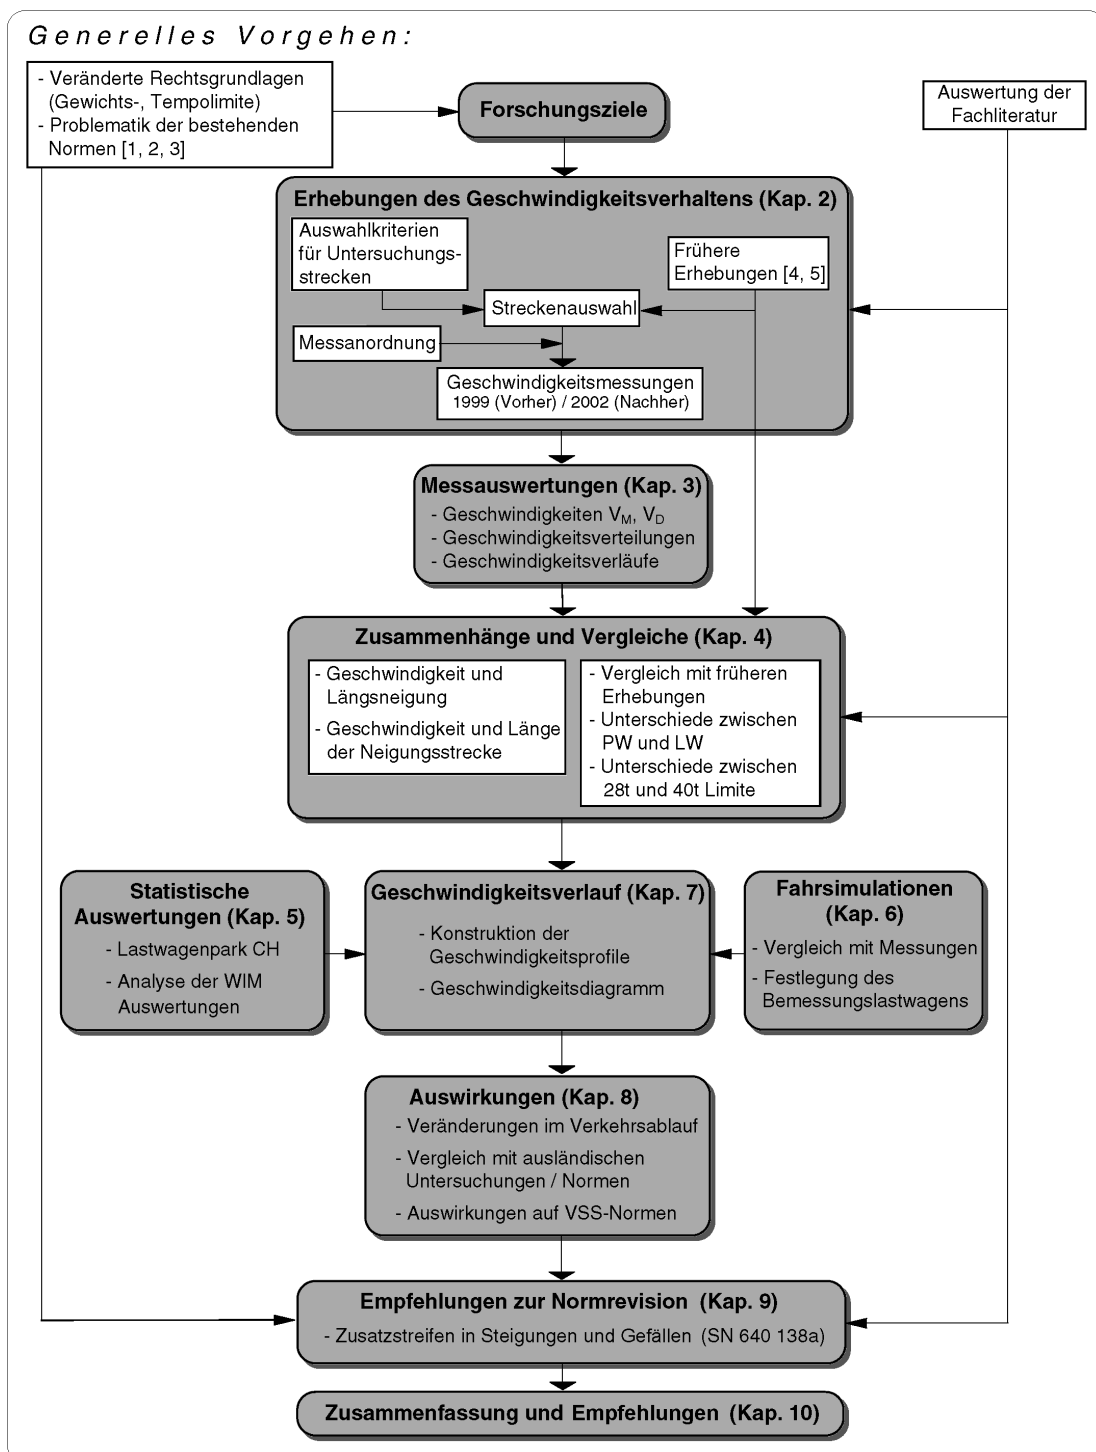 Generelles Vorgehen:
- Veränderte Rechtsgrundlagen
(Gewichts-, Tempolimite)
- Problematik der bestehenden
Normen [1, 2, 3]
Forschungsziele
Auswertung der
Fachliteratur
Erhebungen des Geschwindigkeitsverhaltens (Kap. 2)
Auswahlkriterien
für Untersuchungs-
strecken
Frühere
Erhebungen [4, 5]
Streckenauswahl
Messanordnung
Geschwindigkeitsmessungen
1999 (Vorher) / 2002 (Nachher)
Messauswertungen (Kap. 3)
- Geschwindigkeiten VM, VD
- Geschwindigkeitsverteilungen
- Geschwindigkeitsverläufe
Zusammenhänge und Vergleiche (Kap. 4)
- Geschwindigkeit und
Längsneigung
- Geschwindigkeit und Länge
der Neigungsstrecke
- Vergleich mit früheren
Erhebungen
- Unterschiede zwischen
PW und LW
- Unterschiede zwischen
28t und 40t Limite
Statistische
Auswertungen (Kap. 5)
- Lastwagenpark CH
- Analyse der WIM
Auswertungen
Geschwindigkeitsverlauf (Kap. 7)
- Konstruktion der
Geschwindigkeitsprofile
- Geschwindigkeitsdiagramm
Fahrsimulationen
(Kap. 6)
- Vergleich mit Messungen
- Festlegung des
Bemessungslastwagens
Auswirkungen (Kap. 8)
- Veränderungen im Verkehrsablauf
- Vergleich mit ausländischen
Untersuchungen / Normen
- Auswirkungen auf VSS-Normen
Empfehlungen zur Normrevision (Kap. 9)
- Zusatzstreifen in Steigungen und Gefällen (SN 640 138a)
Zusammenfassung und Empfehlungen (Kap. 10)